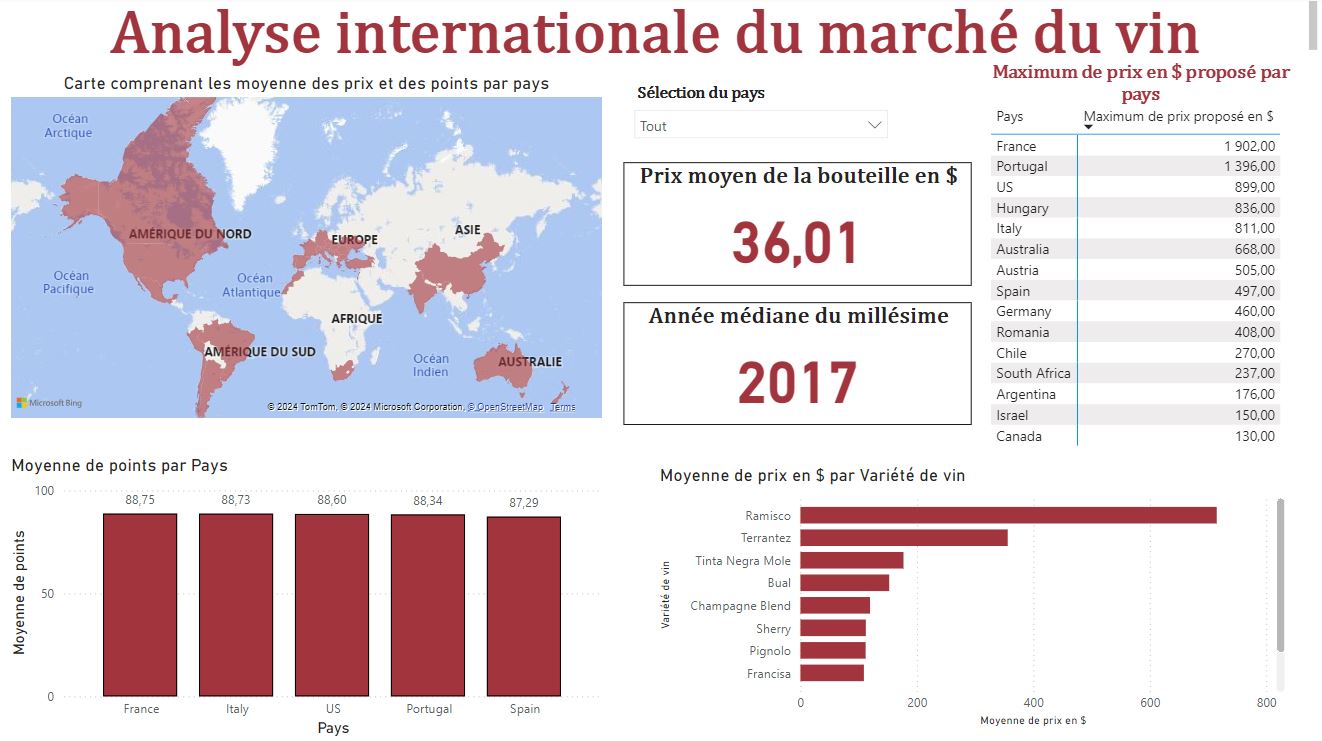 Analyse internationale du marché du vin
Carte comprenant les moyenne des prix et des points par pays
Océan
Arctique
AMÉRIQUE DU NORD
EUROPE
ASIE
Océan
Pacifique
Océan
Atlantique
AFRIQUE
AMÉRIQUE DU SUD
Océan
Indien
AUSTRALIE
Microsoft Bing
© 2024 TomTom, © 2024 Microsoft Corporation, © OpenStreetMap Terms
Sélection du pays
Tout
Prix moyen de la bouteille en $
36,01
Année médiane du millésime
2017
Maximum de prix en $ proposé par
pays
Pays Maximum de prix proposé en $
France 1 902,00
Portugal 1 396,00
US 899,00
Hungary 836,00
Italy 811,00
Australia 668,00
Austria 505,00
Spain 497,00
Germany 460,00
Romania 408,00
Chile 270,00
South Africa 237,00
Argentina 176,00
Israel 150,00
Canada 130,00
Moyenne de points par Pays
Moyenne de points
100
50
0
88,75 88,73 88,60 88,34 87,29
France Italy US Portugal Spain
Pays
Moyenne de prix en $ par Variété de vin
Variété de vin
Ramisco
Terrantez
Tinta Negra Mole
Bual
Champagne Blend
Sherry
Pignolo
Francisa
0 200 400 600 800
Moyenne de prix en $